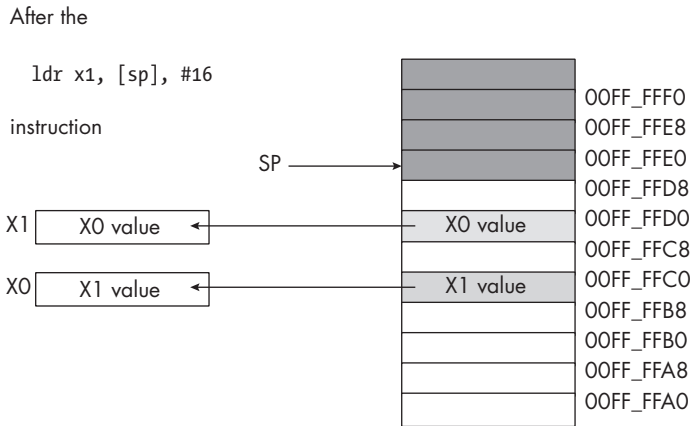 After the
ldr x1, [sp], #16
instruction
00FF_FFF0
00FF_FFE8
SP
00FF_FFE0
00FF_FFD8
X1
X0 value
X0 value
00FF_FFD0
00FF_FFC8
X0
X1 value
X1 value
00FF_FFC0
00FF_FFB8
00FF_FFB0
00FF_FFA8
00FF_FFA0